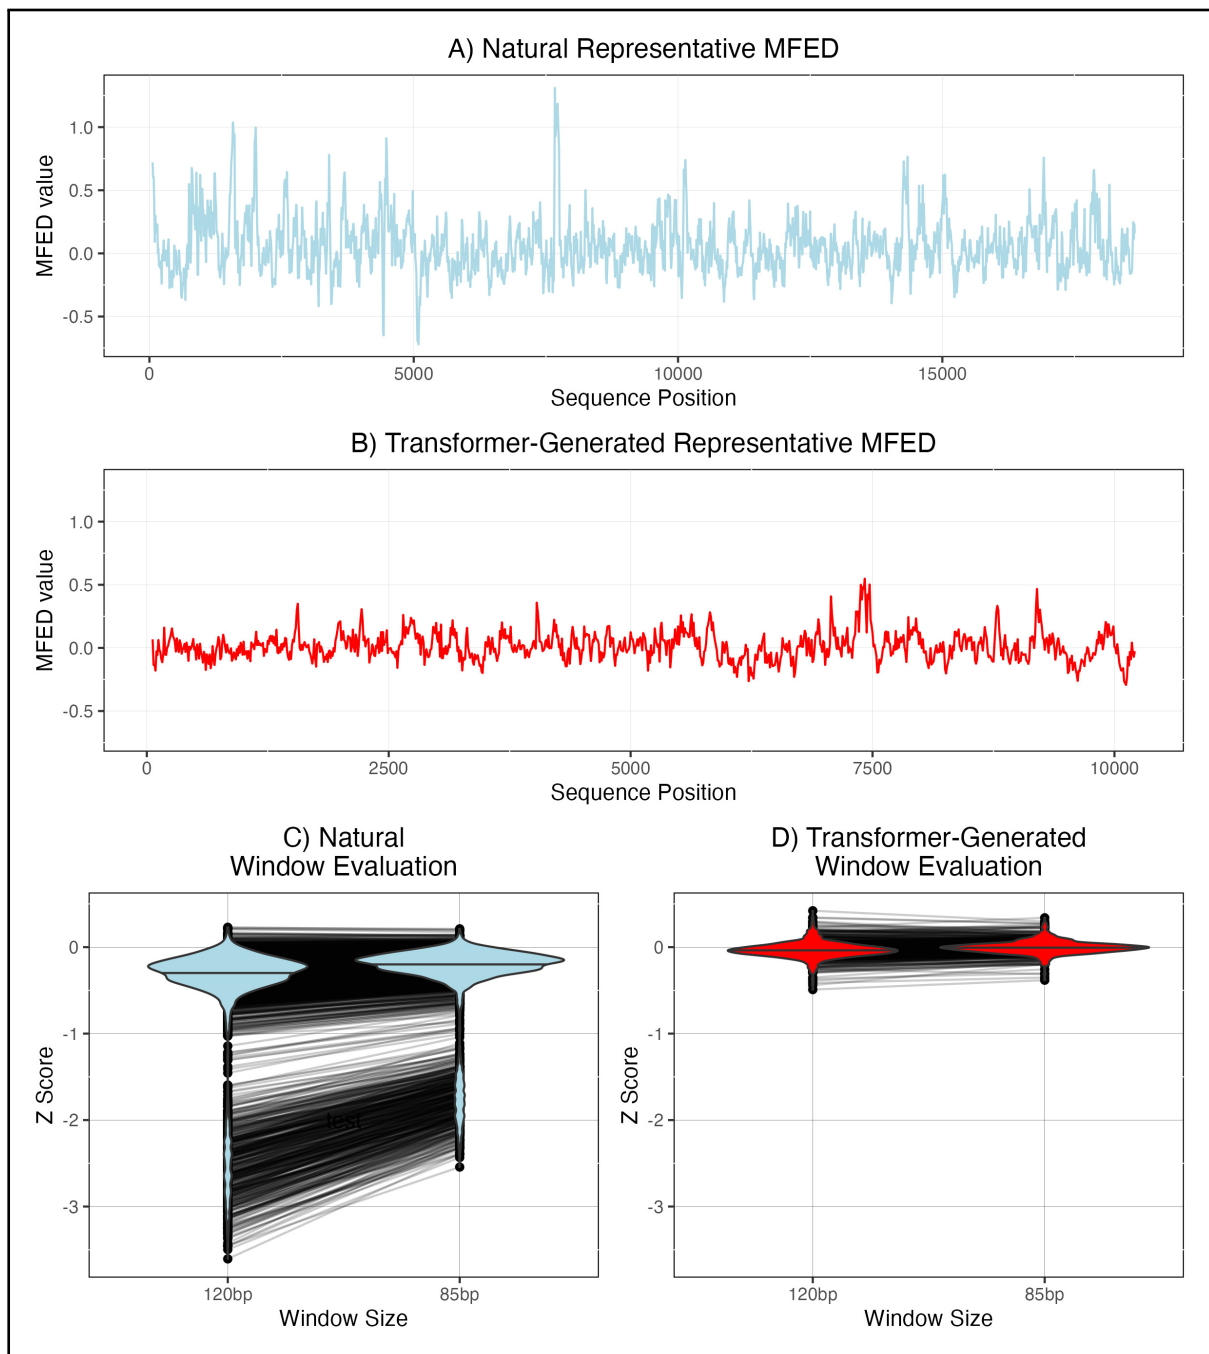 A) Natural Representative MFED
MFED value
1.0
0.5
0.0
-0.5
0
5000
10000
15000
Sequence Position
B) Transformer-Generated Representative MFED
MFED value
1.0
0.5
0.0
-0.5
0
2500
5000
7500
10000
Sequence Position
C) Natural
Window Evaluation
Z Score
0
-1
-2
-3
test
120bp
85bp
Window Size
D) Transformer-Generated
Window Evaluation
Z Score
0
-1
-2
-3
120bp
85bp
Window Size